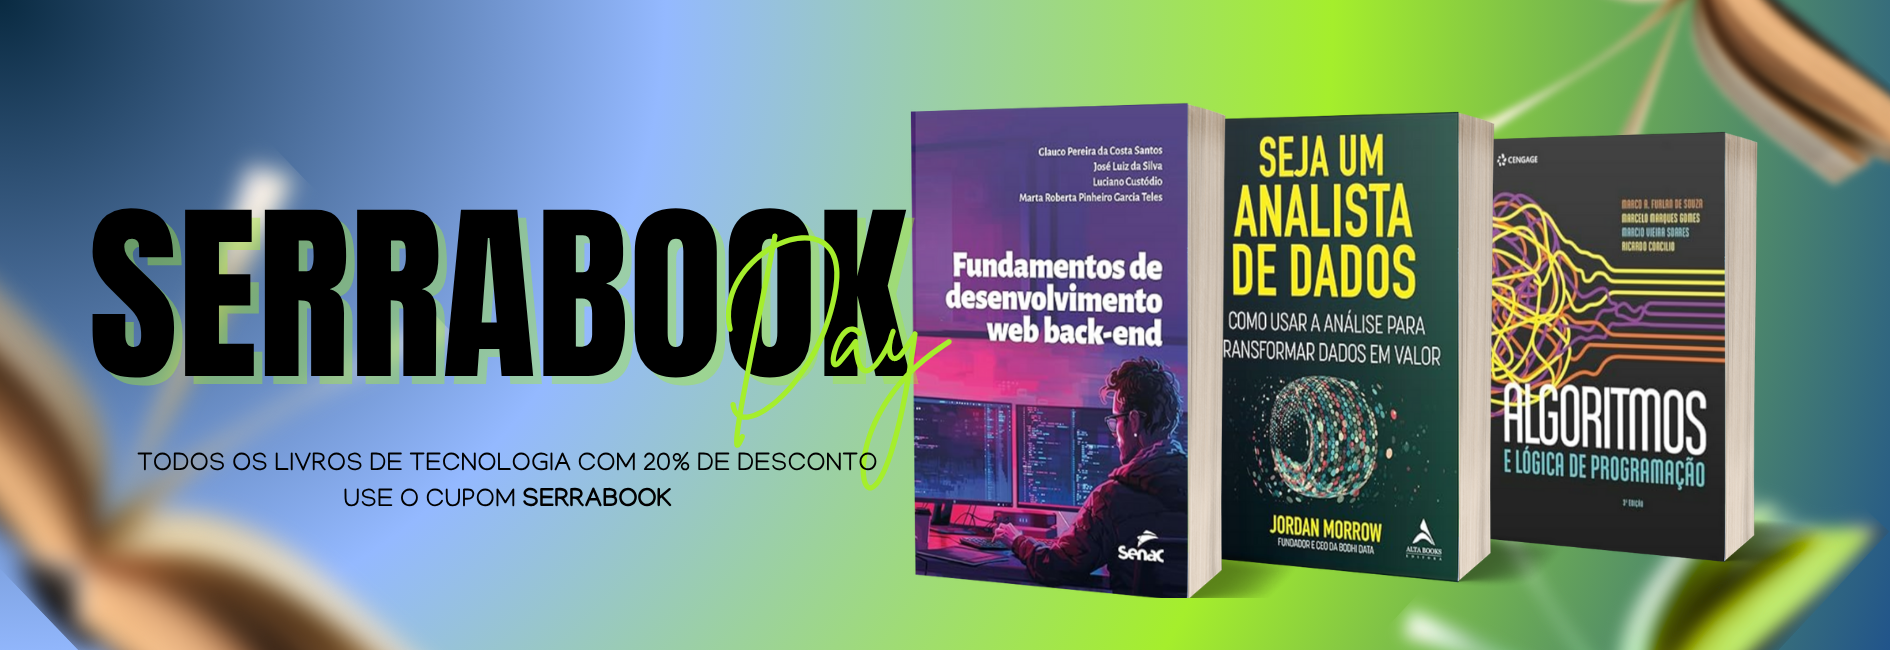 SERRABOOK
Day
TODOS OS LIVROS DE TECNOLOGIA COM 20% DE DESCONTO
USE O CUPOM SERRABOOK
Glauco Pereira da Costa Santos
José Luiz da Silva
Luciano Custódio
Marta Roberta Pinheiro Garcia Teles
Fundamentos de
desenvolvimento
web back-end
Senac
SEJA UM
ANALISTA
DE DADOS
COMO USAR A ANÁLISE PARA
RANSFORMAR DADOS EM VALOR
JORDAN MORROW
FUNDADOR E CEO DA BODHI DATA
ALTA BOOKS
EDITORA
CENGAGE
MARCO A. FURLAN DE SOUZA
MARCELO MARQUES GOMES
MARCIO VIEIRA SOARES
RICARDO CONCILIO
ALGORITMOS
E LÓGICA DE PROGRAMAÇÃO
3ª EDIÇÃO